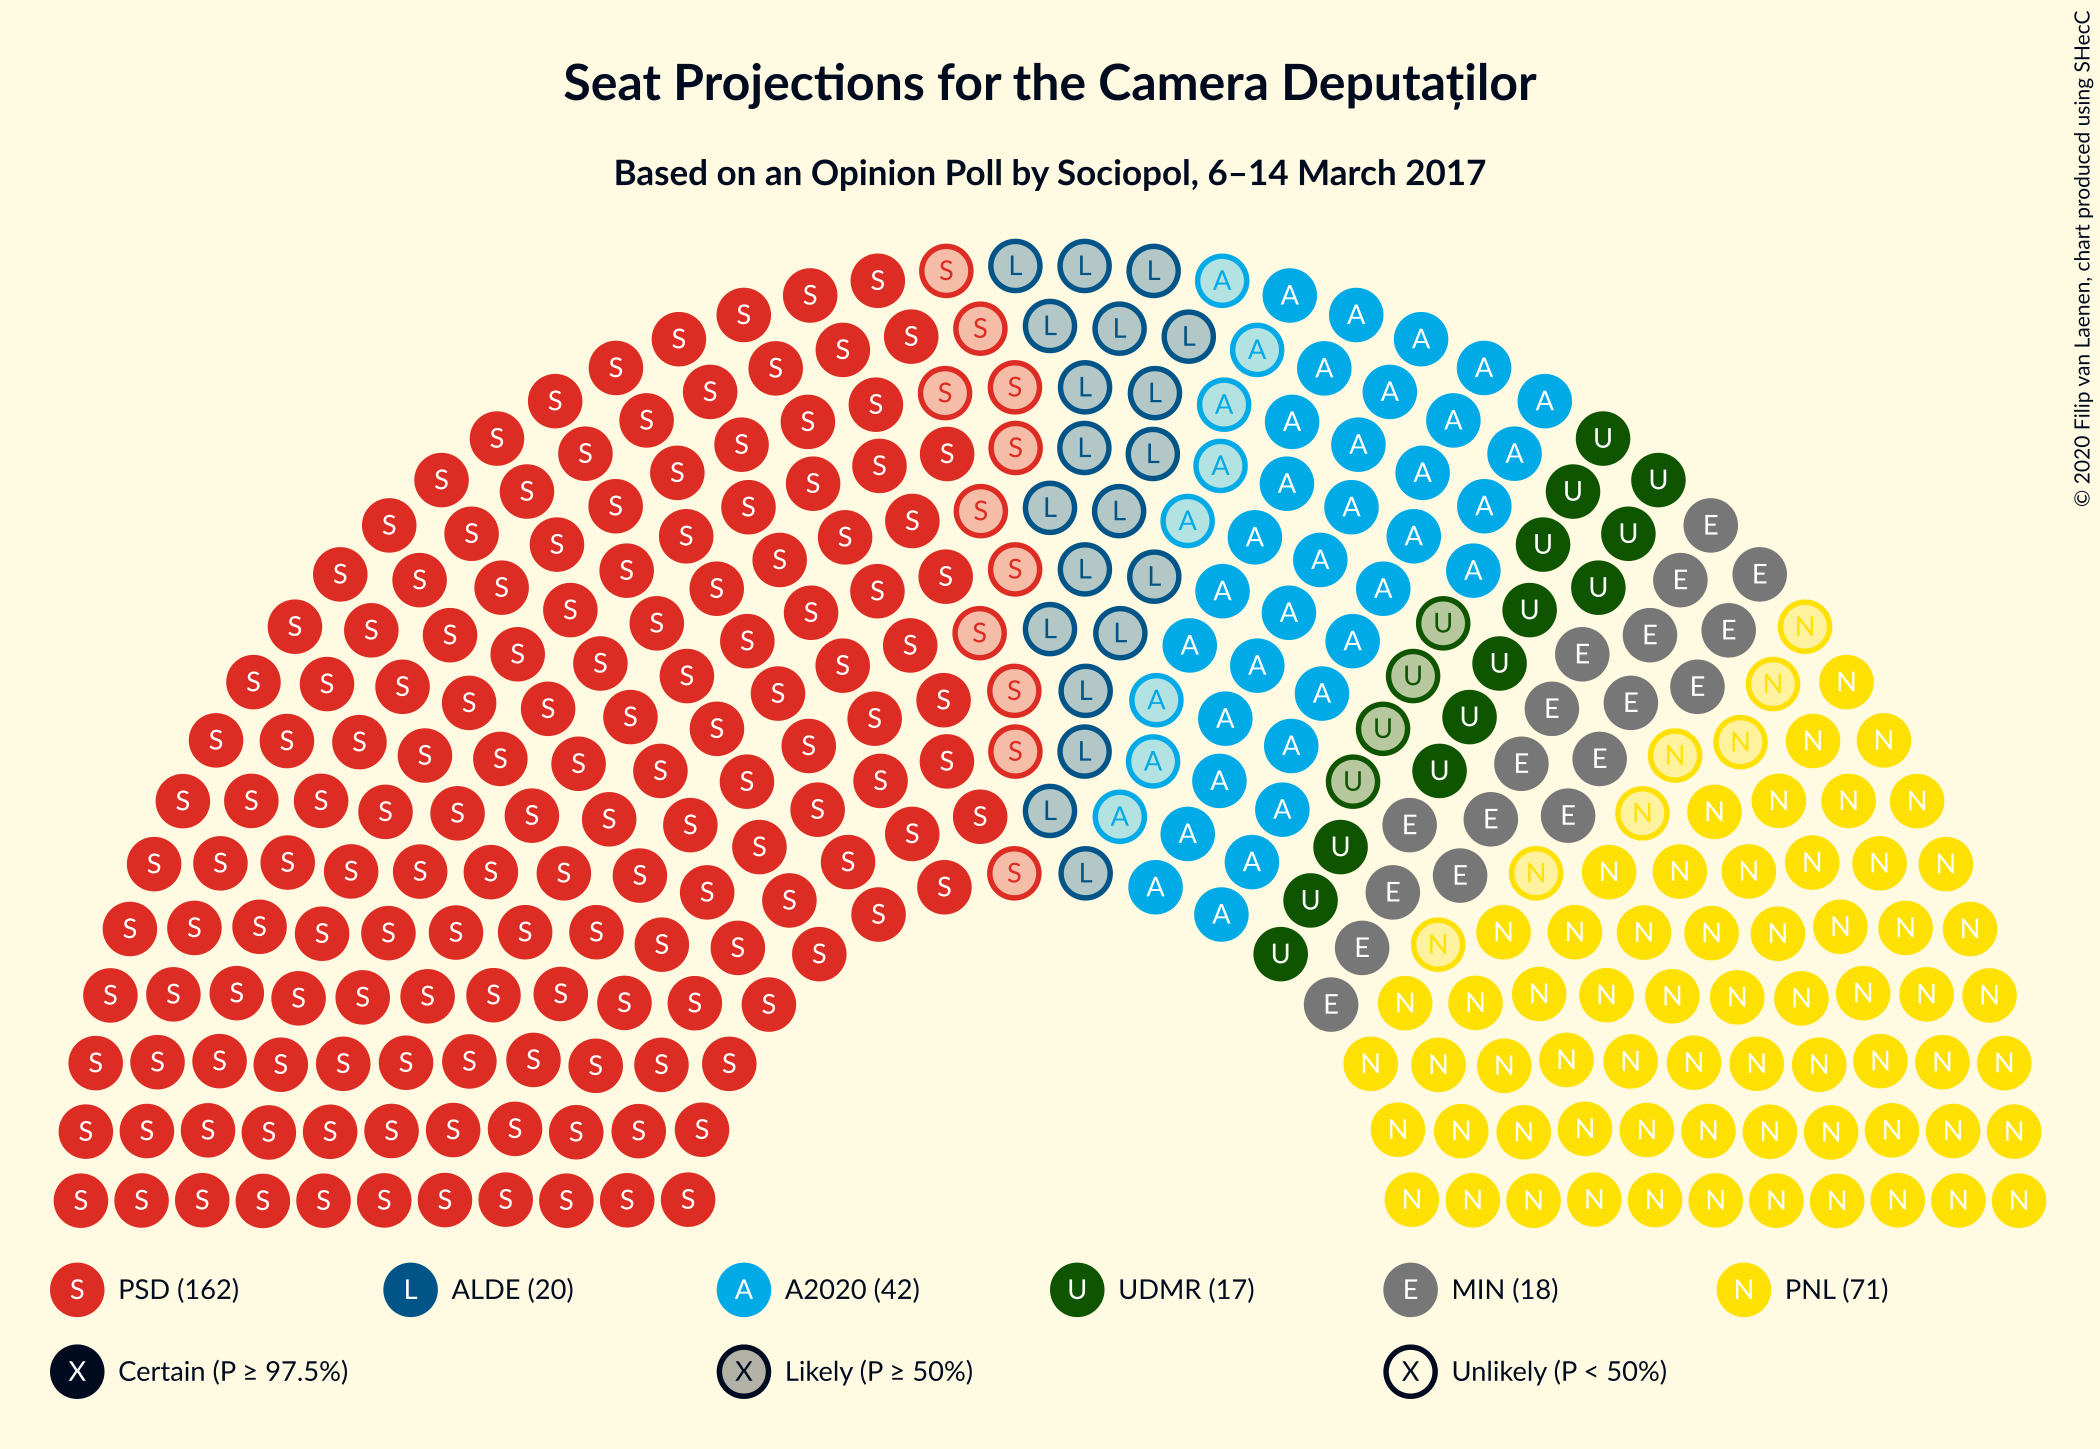 Seat Projections for the Camera Deputaților
Based on an Opinion Poll by Sociopol, 6–14 March 2017
© 2020 Filip van Laenen, chart produced using SHecC
S PSD (162) L ALDE (20) A A2020 (42) U UDMR (17) E MIN (18) N PNL (71)
X Certain (P ≥ 97.5%) X Likely (P ≥ 50%) X Unlikely (P < 50%)